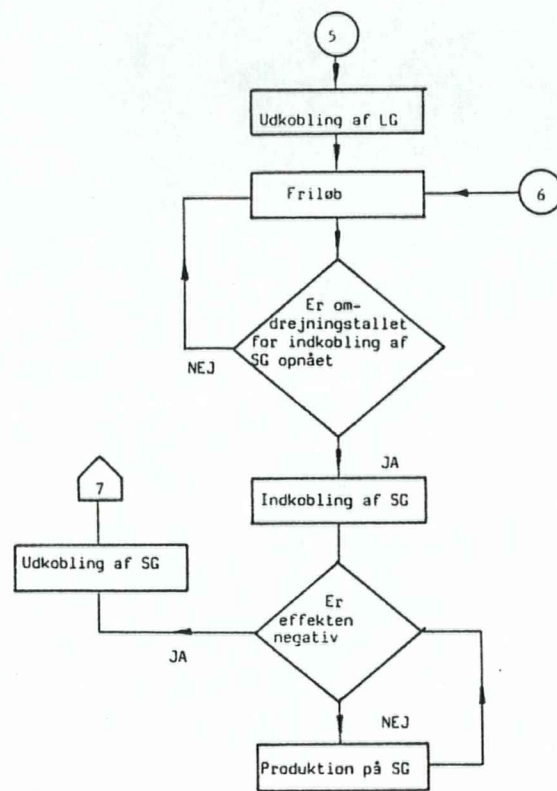 5
Udkobling af LG
Friløb
6
Er om-
drejningstallet
for indkobling af
SG opnået
NEJ
JA
Indkobling af SG
7
Udkobling af SG
Er
effekten
negativ
JA
NEJ
Produktion på SG